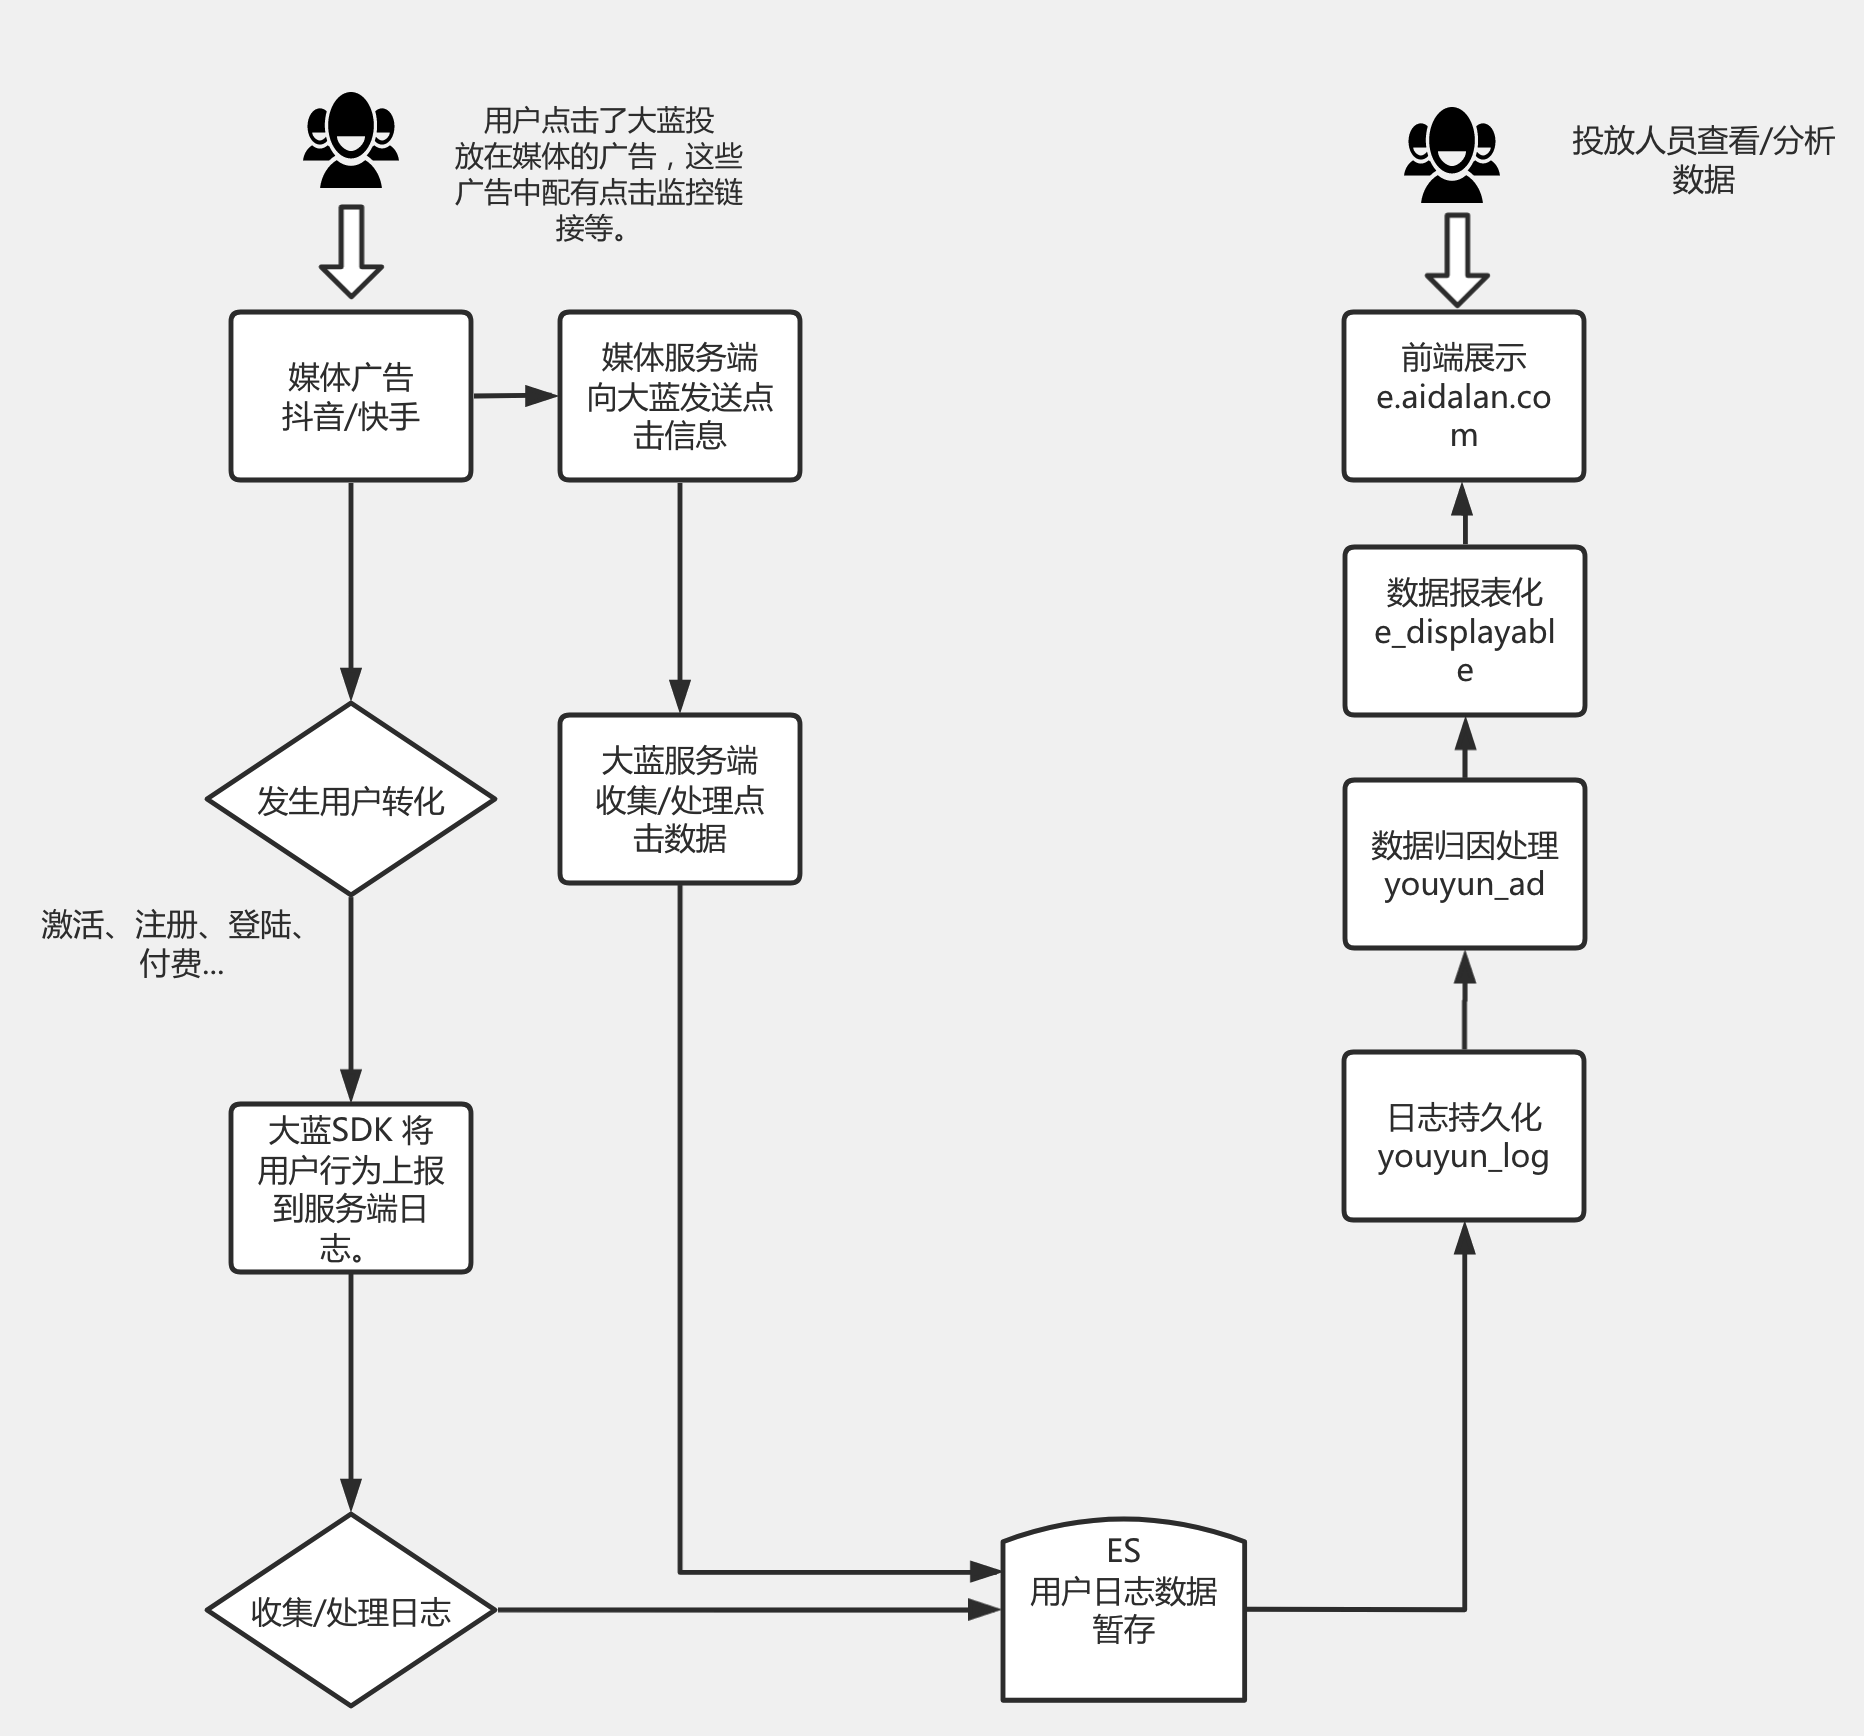 用户点击了大蓝投
放在媒体的广告，这些
广告中配有点击监控链
接等。
投放人员查看/分析
数据
媒体广告
抖音/快手
媒体服务端
向大蓝发送点
击信息
前端展示
e.aidalan.co
m
数据报表化
e_displayabl
e
发生用户转化
大蓝服务端
收集/处理点
击数据
数据归因处理
youyun_ad
激活、注册、登陆、
付费...
大蓝SDK 将
用户行为上报
到服务端日
志。
日志持久化
youyun_log
收集/处理日志
ES
用户日志数据
暂存